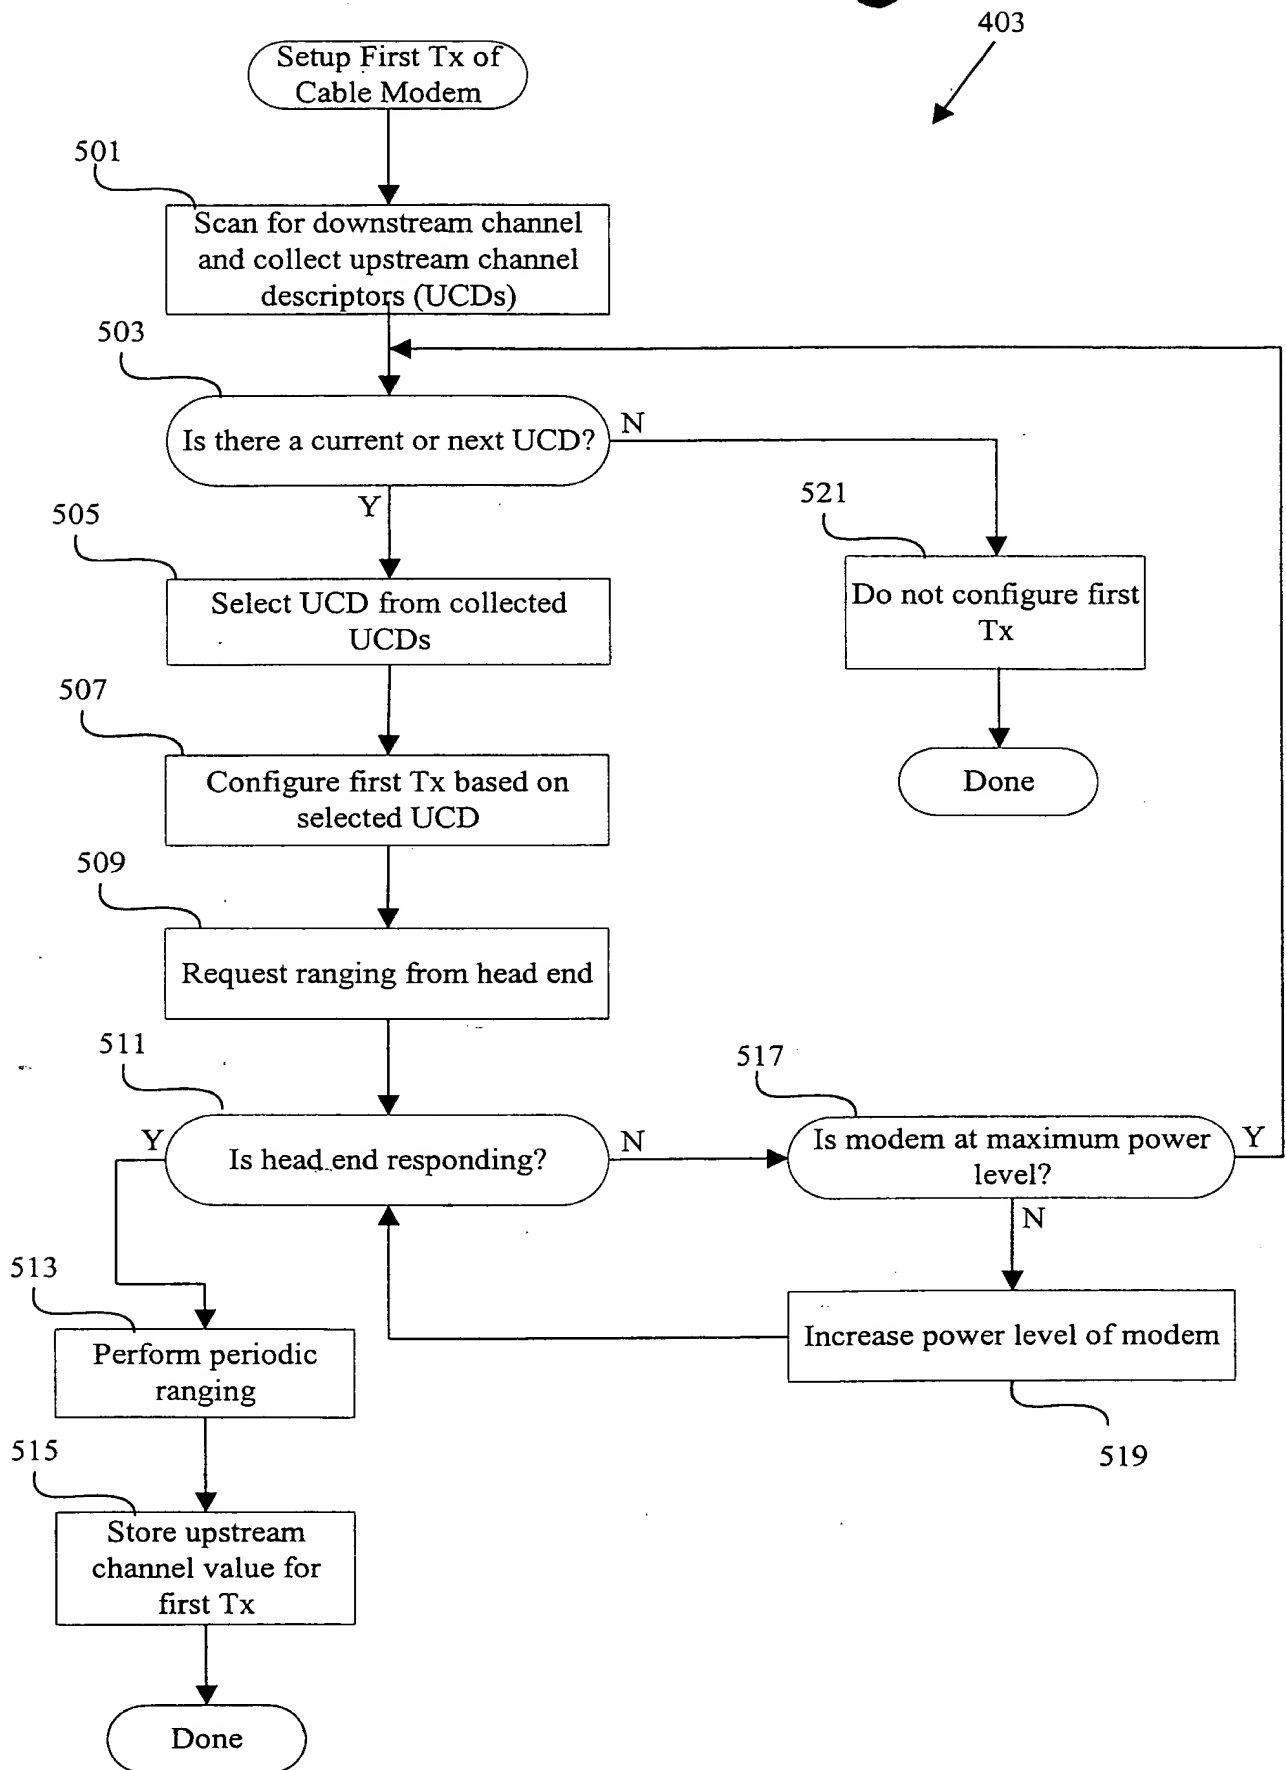 403
Setup First Tx of
Cable Modem
501
Scan for downstream channel
and collect upstream channel
descriptors (UCDs)
503
Is there a current or next UCD?
N
Y
521
Do not configure first
Tx
Done
505
Select UCD from collected
UCDs
507
Configure first Tx based on
selected UCD
509
Request ranging from head end
511
Is head end responding?
Y
N
517
Is modem at maximum power
level?
Y
N
Increase power level of modem
519
513
Perform periodic
ranging
515
Store upstream
channel value for
first Tx
Done